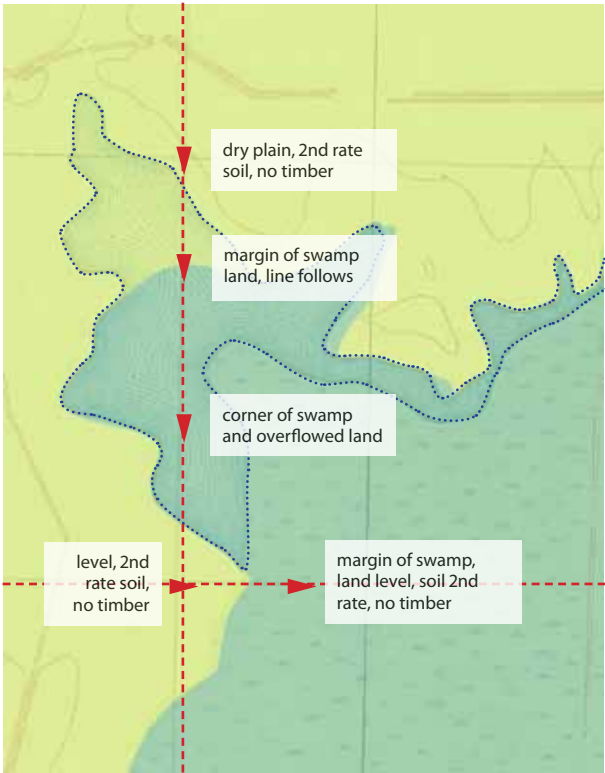 dry plain, 2nd rate
soil, no timber
margin of swamp
land, line follows
corner of swamp
and overflowed land
level, 2nd
rate soil,
no timber
margin of swamp,
land level, soil 2nd
rate, no timber